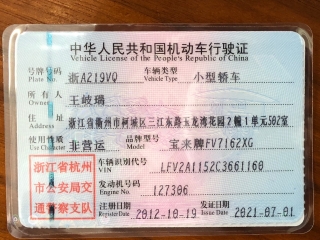 中华人民共和国机动车行驶证
Vehicle License of the People's Republic of China
号牌号码 浙A219VQ 车辆类型 小型轿车
Plate No. Vehicle Type
所有人 王岐瑞
Owner
住址 浙江省衢州市柯城区三江东路玉龙湾花园2幢1单元502室
Address
使用性质 非营运 品牌型号 宝来牌FV7162XG
Use Character Model
浙江省杭州
市公安局交
通警察支队
车辆识别代号 LFV2A1152C3661160
VIN
发动机号码 127306
Engine No.
注册日期 2012-10-19 发证日期 2021-07-01
Register Date Issue Date